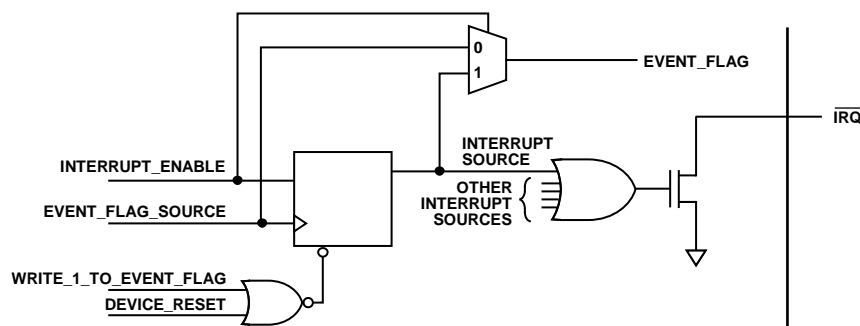 0
1
EVENT_FLAG
IRQ
INTERRUPT_ENABLE
INTERRUPT
SOURCE
OTHER
INTERRUPT
SOURCES
EVENT_FLAG_SOURCE
WRITE_1_TO_EVENT_FLAG
DEVICE_RESET